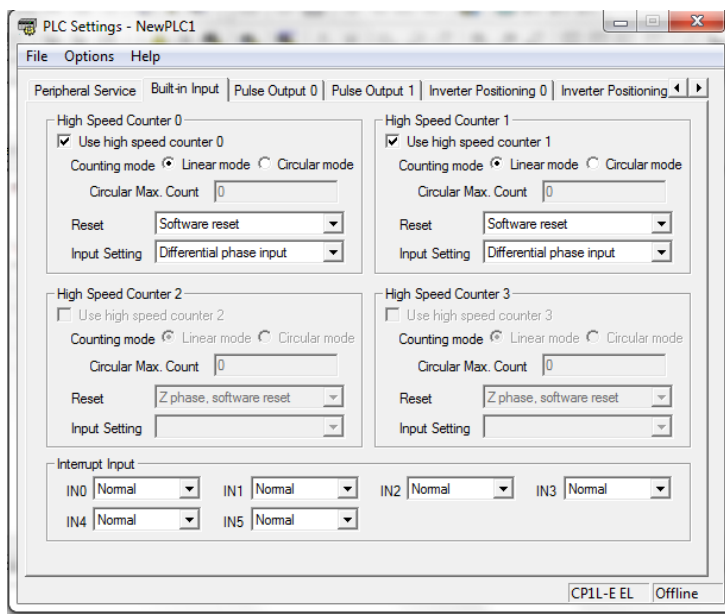 PLC Settings - NewPLC1
File Options Help
Peripheral Service Built-in Input Pulse Output 0 Pulse Output 1 Inverter Positioning 0 Inverter Positioning
High Speed Counter 0
Use high speed counter 0
Counting mode Linear mode Circular mode
Circular Max. Count 0
Reset Software reset
Input Setting Differential phase input
High Speed Counter 1
Use high speed counter 1
Counting mode Linear mode Circular mode
Circular Max. Count 0
Reset Software reset
Input Setting Differential phase input
High Speed Counter 2
Use high speed counter 2
Counting mode Linear mode Circular mode
Circular Max. Count 0
Reset Z phase, software reset
Input Setting
High Speed Counter 3
Use high speed counter 3
Counting mode Linear mode Circular mode
Circular Max. Count 0
Reset Z phase, software reset
Input Setting
Interrupt Input
IN0 Normal IN1 Normal IN2 Normal IN3 Normal
IN4 Normal IN5 Normal
CP1L-E EL Offline